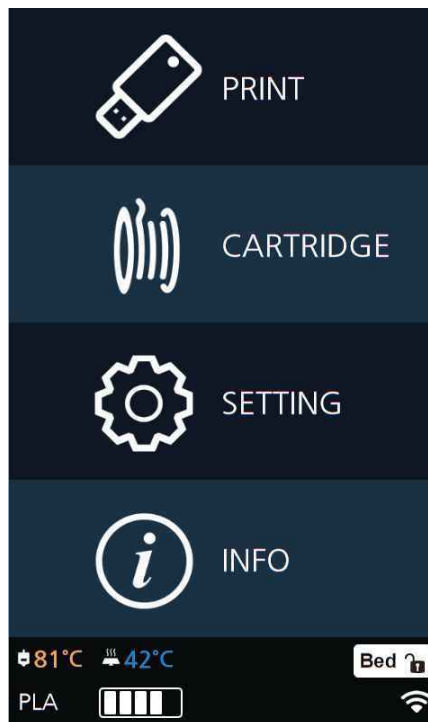 PRINT
CARTRIDGE
SETTING
INFO
81°C 42°C Bed
PLA